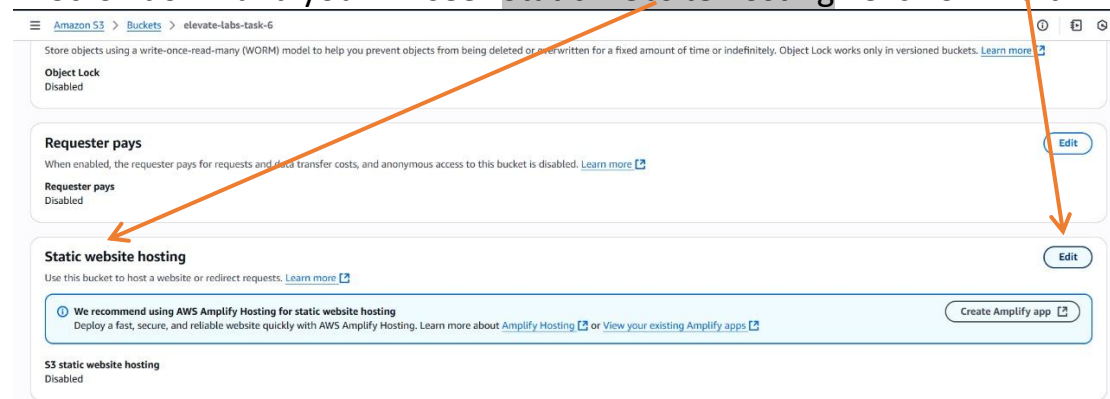 Static website hosting
Amazon S3 > Buckets > elevate-labs-task-6
Store objects using a write-once-read-many (WORM) model to help you prevent objects from being deleted or overwritten for a fixed amount of time or indefinitely. Object Lock works only in versioned buckets. Learn more
Object Lock
Disabled
Requester pays
Edit
When enabled, the requester pays for requests and data transfer costs, and anonymous access to this bucket is disabled. Learn more
Requester pays
Disabled
Static website hosting
Edit
Use this bucket to host a website or redirect requests. Learn more
We recommend using AWS Amplify Hosting for static website hosting
Create Amplify app
Deploy a fast, secure, and reliable website quickly with AWS Amplify Hosting. Learn more about Amplify Hosting or View your existing Amplify apps
S3 static website hosting
Disabled